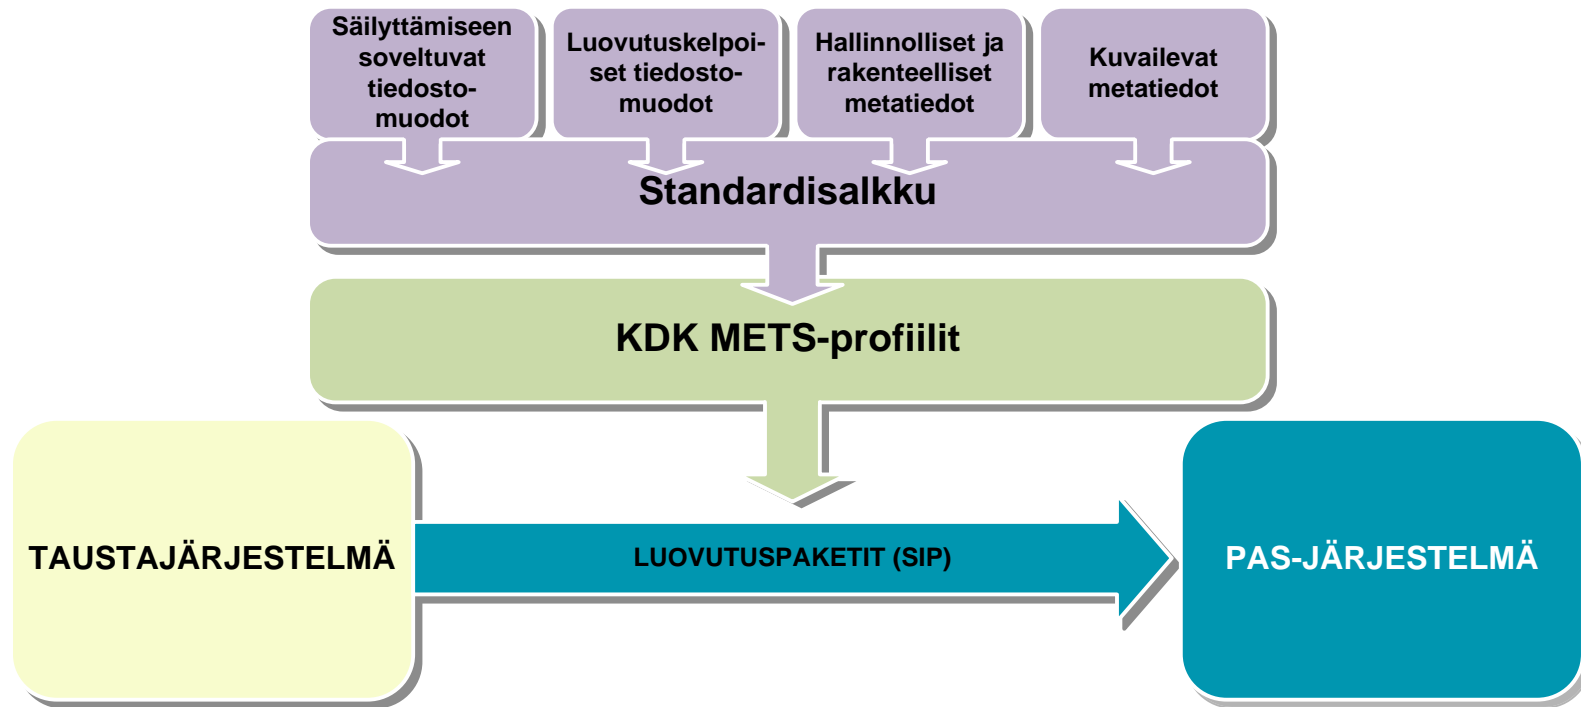 Säilyttämiseen
soveltuvat
tiedosto-
muodot
Luovutuskelpoi-
set tiedosto-
muodot
Hallinnolliset ja
rakenteelliset
metatiedot
Kuvailevat
metatiedot
Standardisalkku
KDK METS-profiilit
TAUSTAJÄRJESTELMÄ
LUOVUTUSPAKETIT (SIP)
PAS-JÄRJESTELMÄ